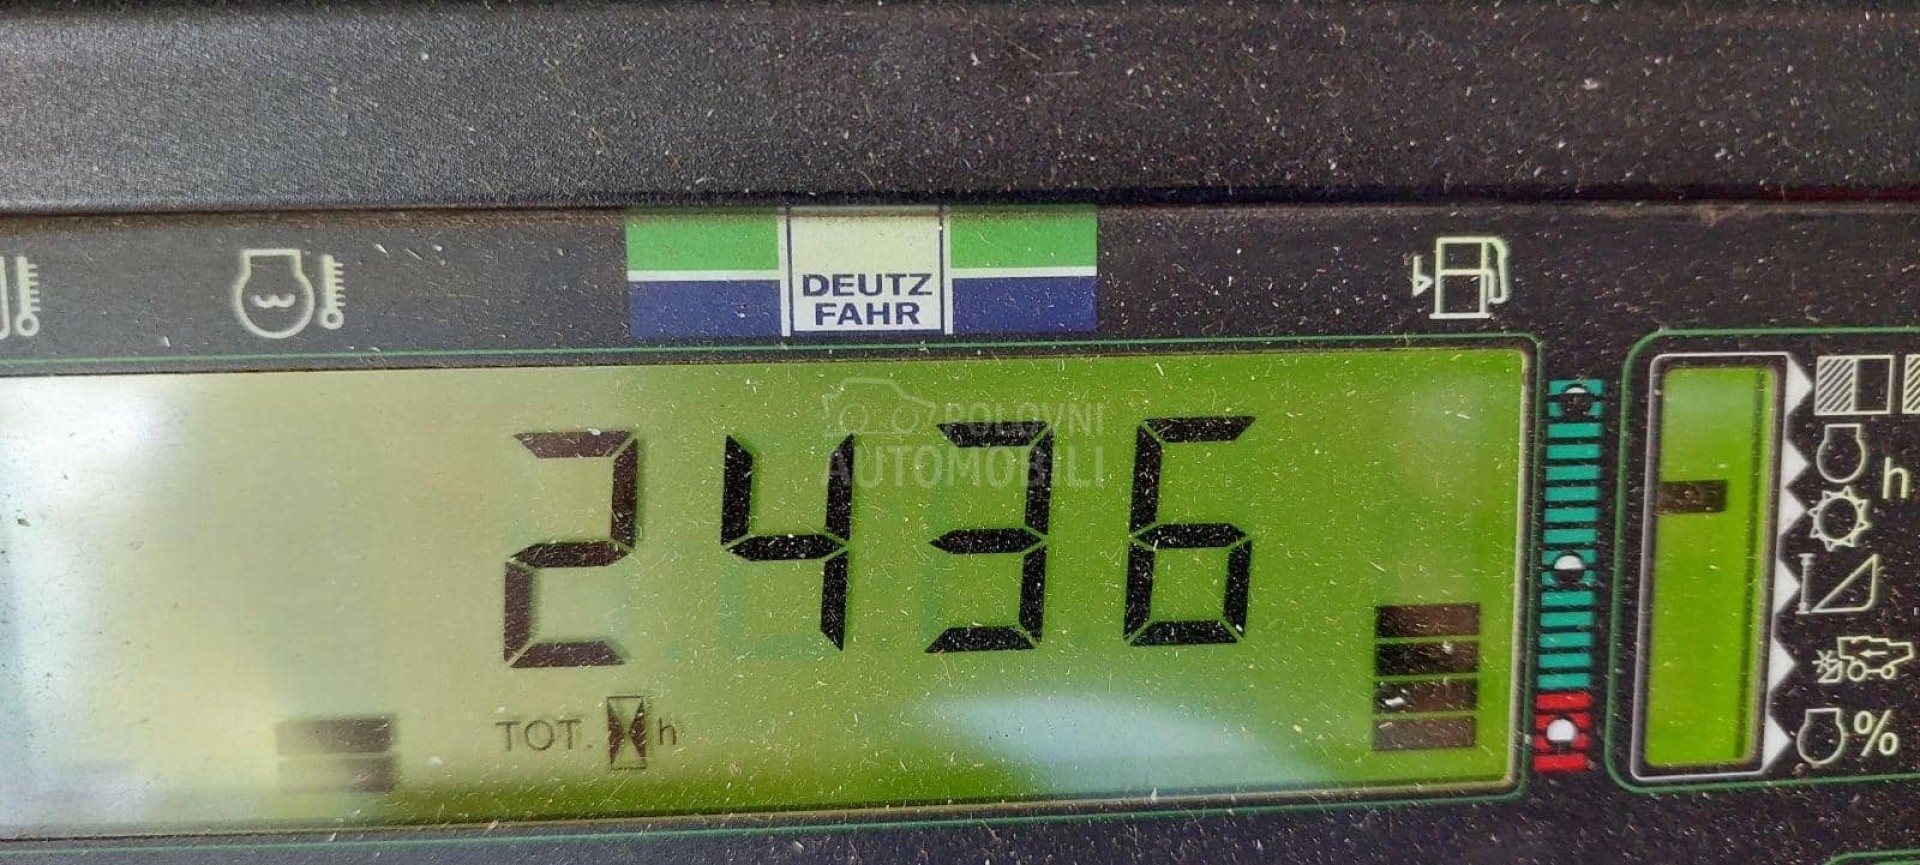 DEUTZ
FAHR
POLOVNI
AUTOMOBILI
2436
TOT. h
h
%